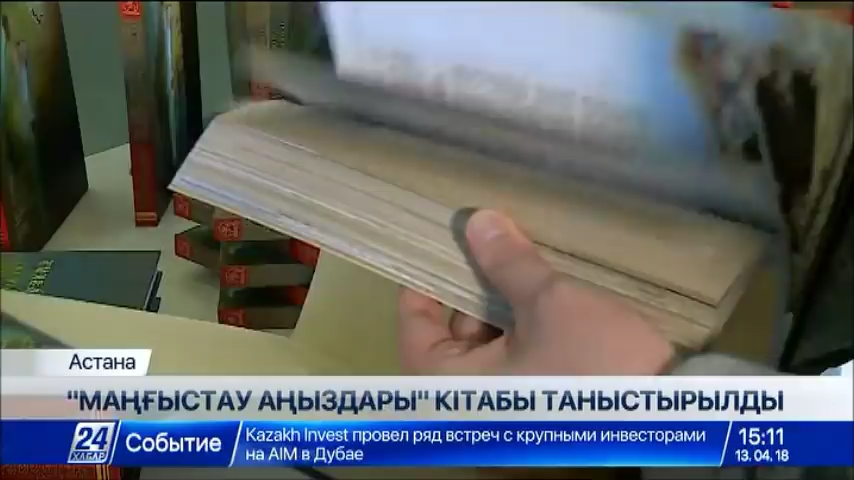 Астана
"МАҢҒЫСТАУ АҢЫЗДАРЫ" КІТАБЫ ТАНЫСТЫРЫЛДЫ
24
ХАБАР
Событие
Kazakh Invest провел ряд встреч с крупными инвесторами
на AIM в Дубае
15:11
13.04.18